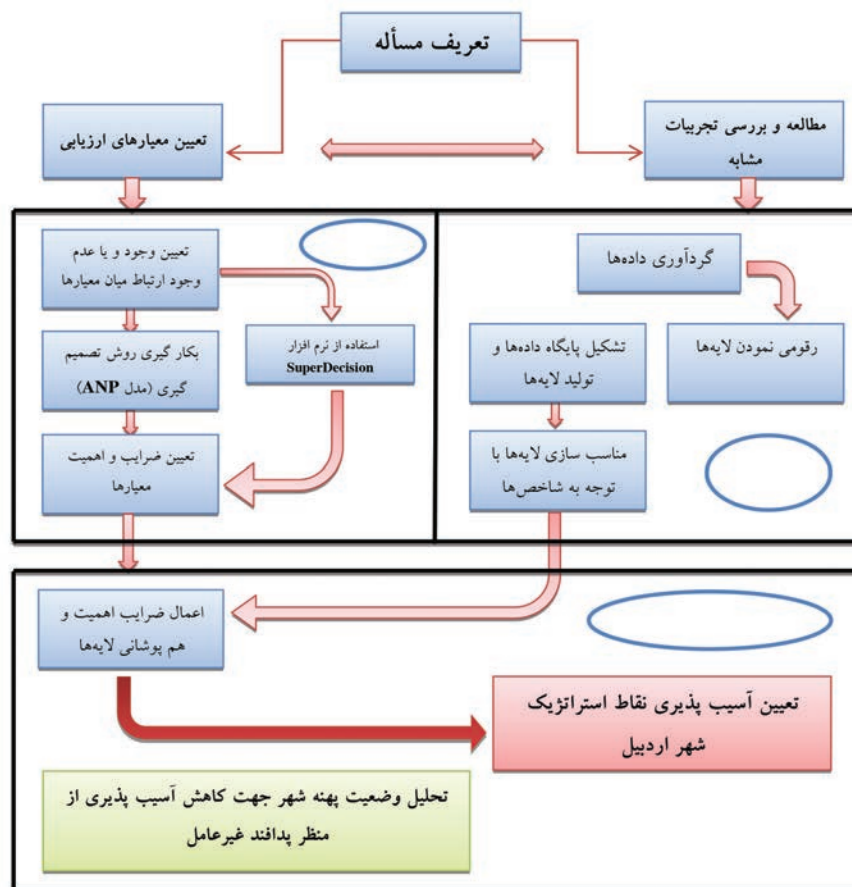 تعریف مسأله
مطالعه و بررسی تجربیات
مشابه
تعیین معیارهای ارزیابی
گردآوری داده‌ها
رقومی نمودن لایه‌ها
تشکیل پایگاه داده‌ها و
تولید لایه‌ها
مناسب سازی لایه‌ها با
توجه به شاخص‌ها
تعیین وجود و یا عدم
وجود ارتباط میان معیارها
بکار گیری روش تصمیم
گیری (مدل ANP)
استفاده از نرم افزار
SuperDecision
تعیین ضرایب و اهمیت
معیارها
اعمال ضرایب اهمیت و
هم پوشانی لایه‌ها
تعیین آسیب پذیری نقاط استراتژیک
شهر اردبیل
تحلیل وضعیت پهنه شهر جهت کاهش آسیب پذیری از
منظر پدافند غیرعامل